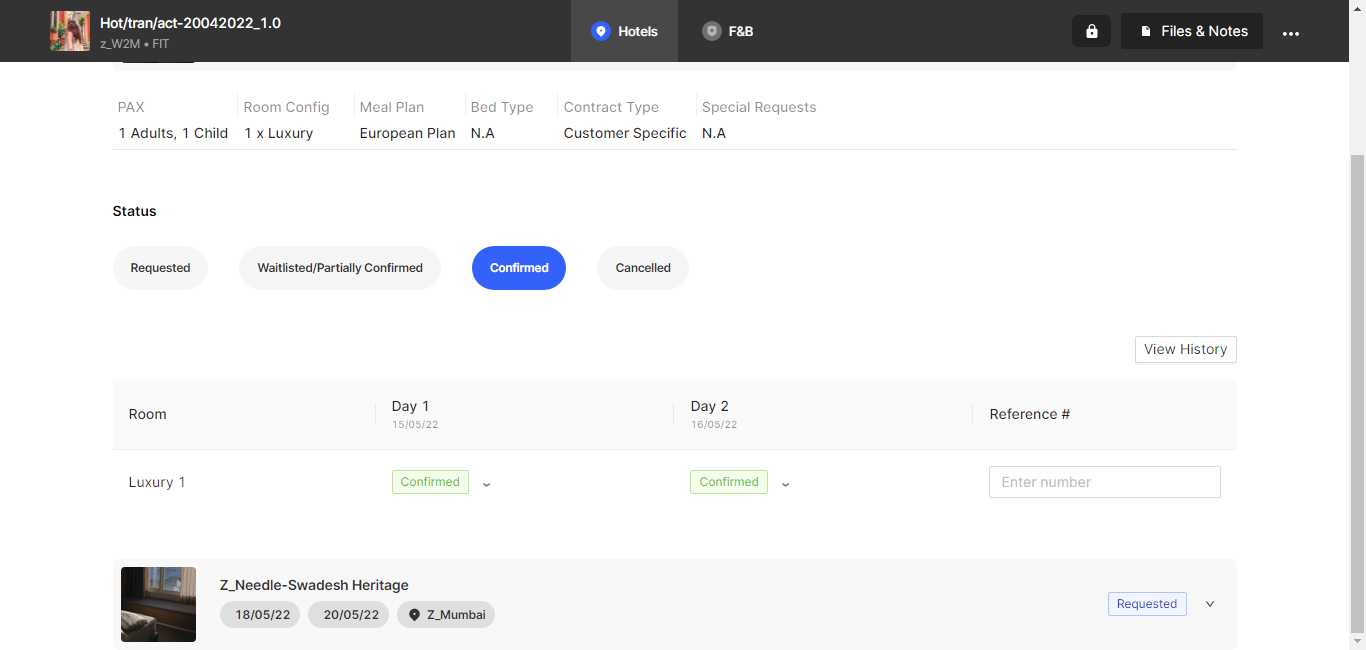 Hot/tran/act-20042022_1.0
z_W2M • FIT
Hotels
F&B
Files & Notes
PAX Room Config Meal Plan Bed Type Contract Type Special Requests
1 Adults, 1 Child 1 x Luxury European Plan N.A Customer Specific N.A
Status
Requested Waitlisted/Partially Confirmed Confirmed Cancelled
View History
Room Day 1 Day 2 Reference #
15/05/22 16/05/22
Luxury 1 Confirmed Confirmed Enter number
Z_Needle-Swadesh Heritage
18/05/22 20/05/22 Z_Mumbai
Requested